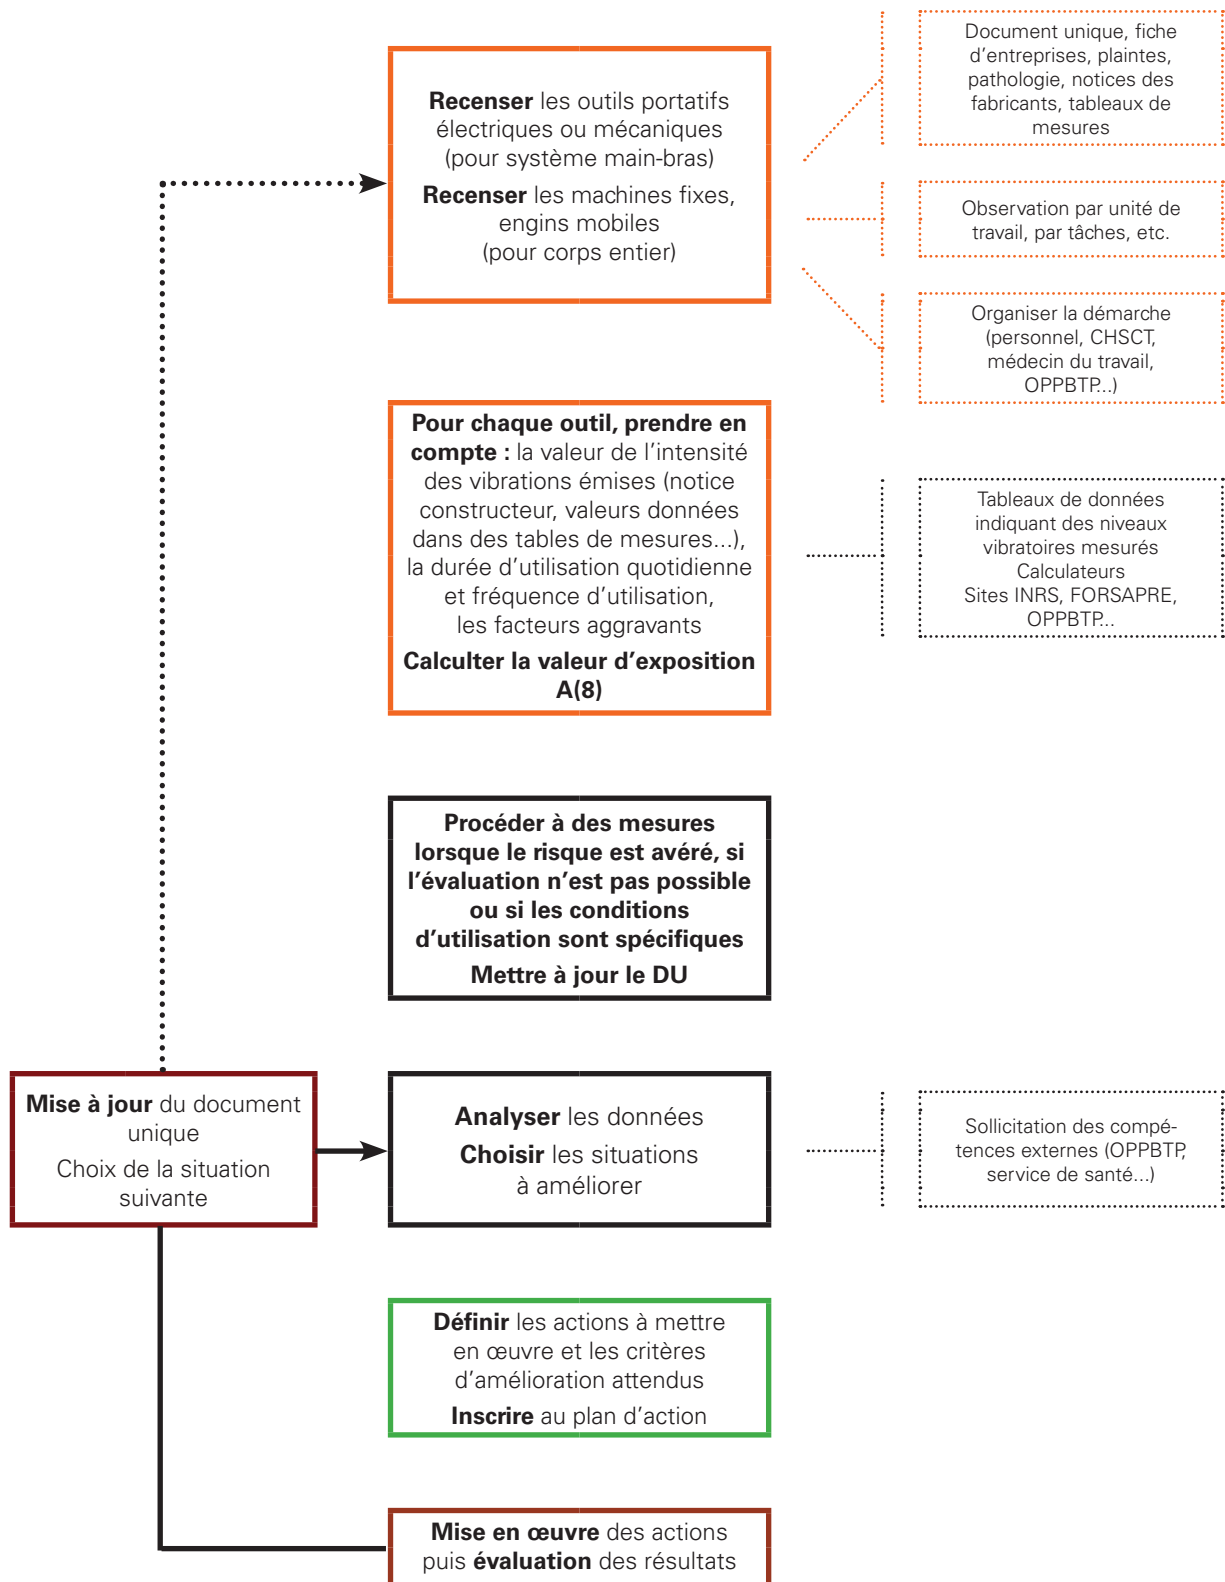 Recenser les outils portatifs
électriques ou mécaniques
(pour système main-bras)
Recenser les machines fixes,
engins mobiles
(pour corps entier)
Document unique, fiche
d'entreprises, plaintes,
pathologie, notices des
fabricants, tableaux de
mesures
Observation par unité de
travail, par tâches, etc.
Organiser la démarche
(personnel, CHSCT,
médecin du travail,
OPPBTP...)
Pour chaque outil, prendre en
compte : la valeur de l'intensité
des vibrations émises (notice
constructeur, valeurs données
dans des tables de mesures...),
la durée d'utilisation quotidienne
et fréquence d'utilisation,
les facteurs aggravants
Calculter la valeur d'exposition
A(8)
Tableaux de données
indiquant des niveaux
vibratoires mesurés
Calculateurs
Sites INRS, FORSAPRE,
OPPBTP...
Procéder à des mesures
lorsque le risque est avéré, si
l'évaluation n'est pas possible
ou si les conditions
d'utilisation sont spécifiques
Mettre à jour le DU
Mise à jour du document
unique
Choix de la situation
suivante
Analyser les données
Choisir les situations
à améliorer
Sollicitation des compé-
tences externes (OPPBTP,
service de santé...)
Définir les actions à mettre
en œuvre et les critères
d'amélioration attendus
Inscrire au plan d'action
Mise en œuvre des actions
puis évaluation des résultats